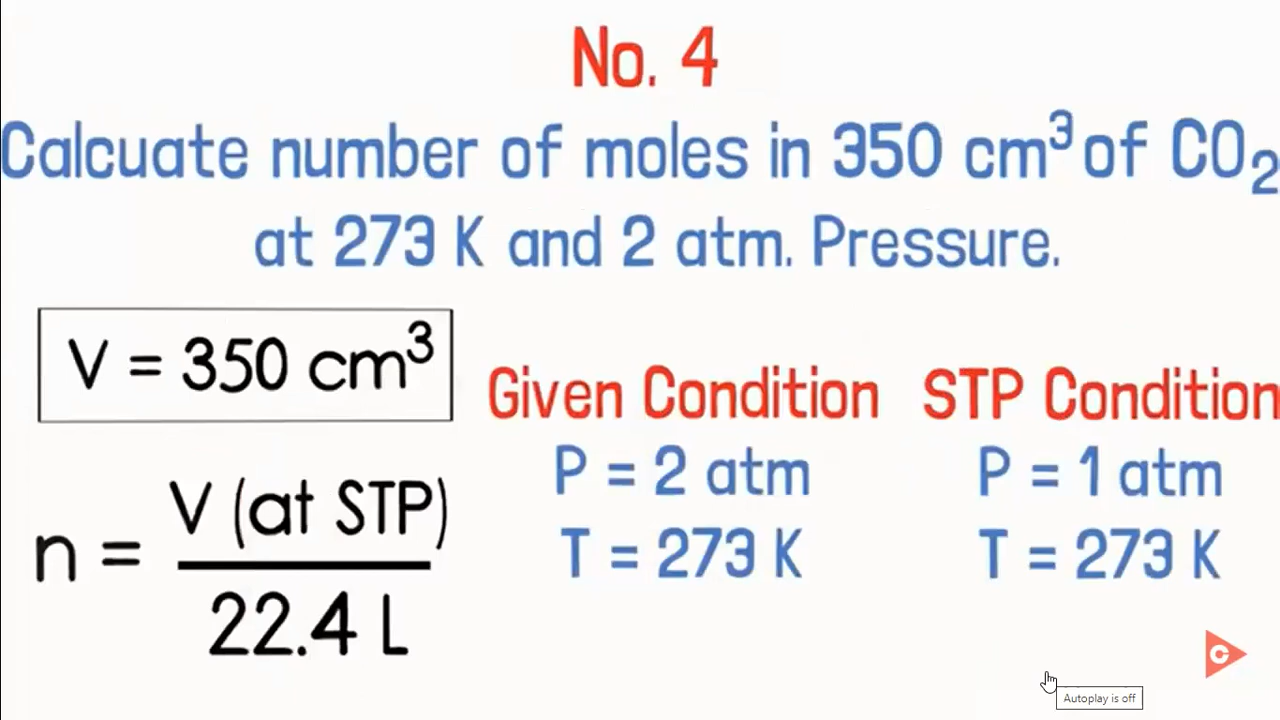 No. 4
Calcuate number of moles in 350 cm³ of CO₂
at 273 K and 2 atm. Pressure.
V = 350 cm³
n = V (at STP) / 22.4 L
Given Condition
P = 2 atm
T = 273 K
STP Condition
P = 1 atm
T = 273 K
C
Autoplay is off